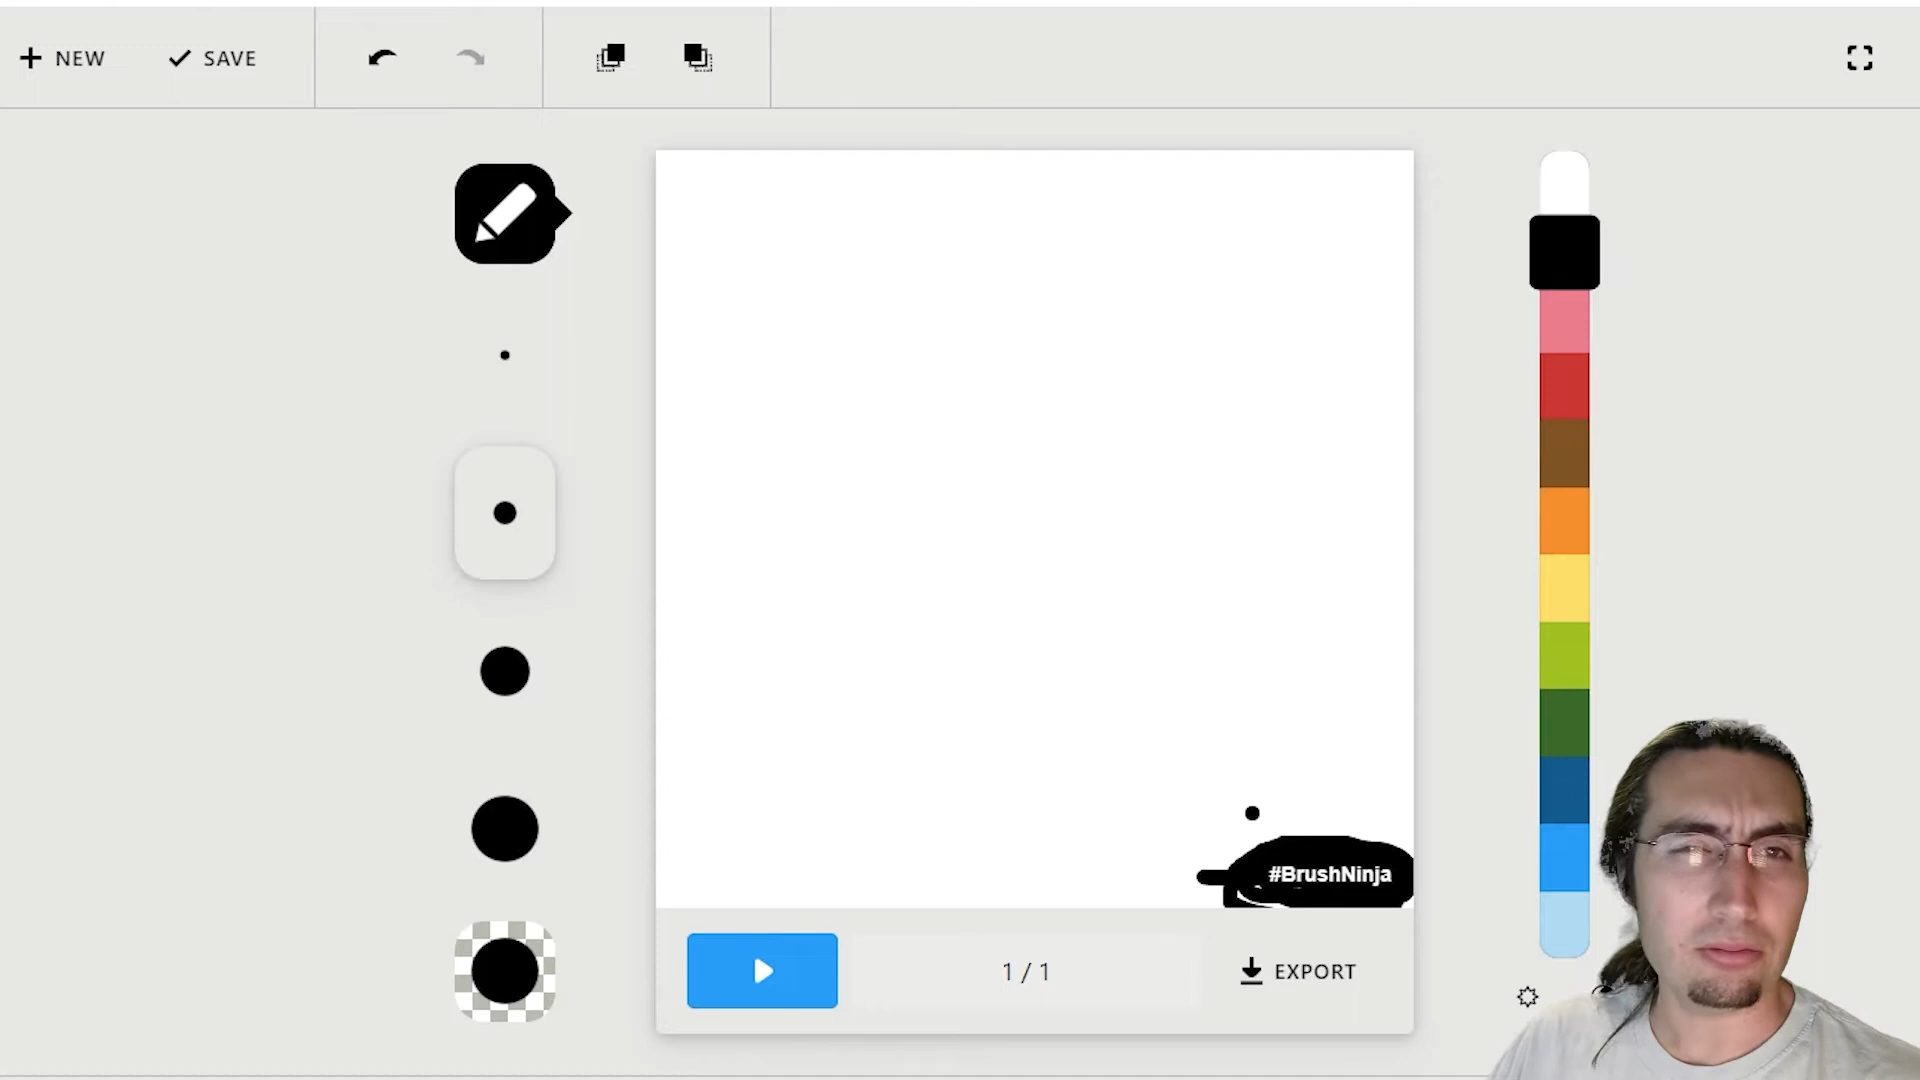 NEW
SAVE
#BrushNinja
1 / 1
EXPORT